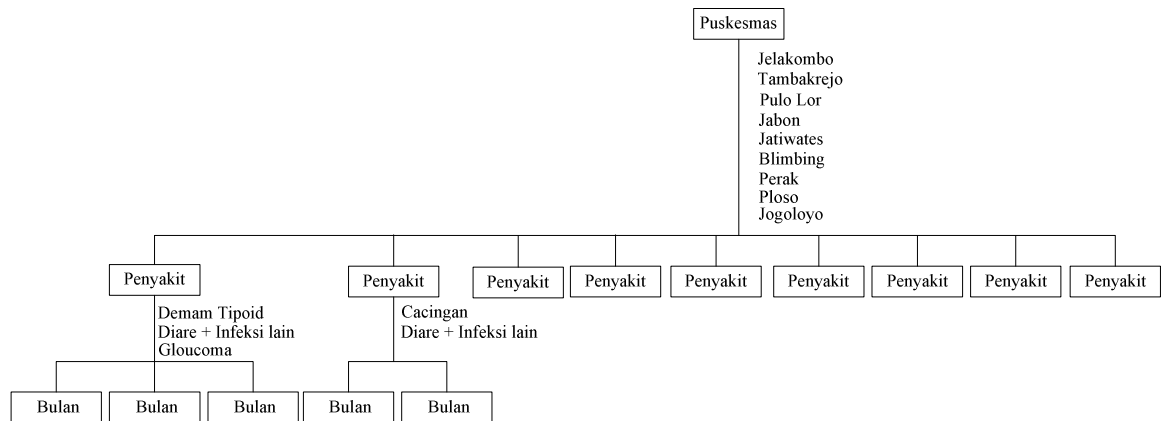 Puskesmas
Jelakombo
Tambakrejo
Pulo Lor
Jabon
Jatiwates
Blimbing
Perak
Ploso
Jogoloyo
Penyakit Penyakit Penyakit Penyakit Penyakit Penyakit Penyakit Penyakit Penyakit
Demam Tipoid
Diare + Infeksi lain
Gloucoma
Cacingan
Diare + Infeksi lain
Bulan Bulan Bulan Bulan Bulan